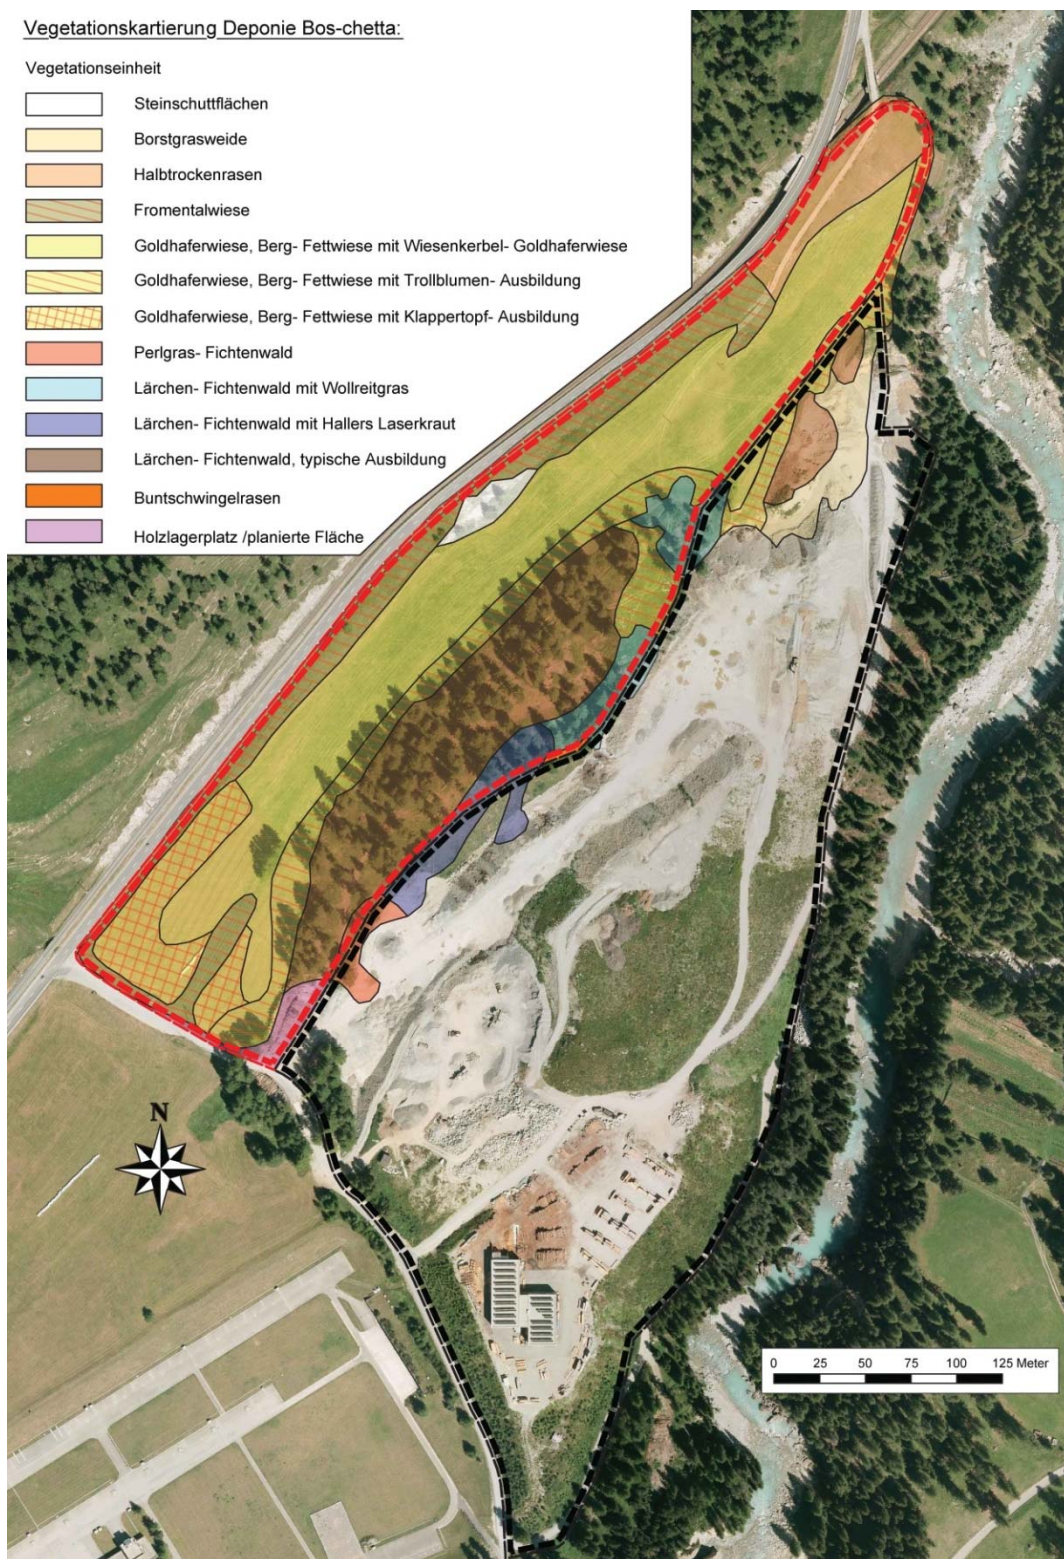 Vegetationskartierung Deponie Bos-chetta:
Vegetationseinheit
Steinschuttflächen
Borstgrasweide
Halbtrockenrasen
Fromentalwiese
Goldhaferwiese, Berg- Fettwiese mit Wiesenkerbel- Goldhaferwiese
Goldhaferwiese, Berg- Fettwiese mit Trollblumen- Ausbildung
Goldhaferwiese, Berg- Fettwiese mit Klappertopf- Ausbildung
Perlgras- Fichtenwald
Lärchen- Fichtenwald mit Wollreitgras
Lärchen- Fichtenwald mit Hallers Laserkraut
Lärchen- Fichtenwald, typische Ausbildung
Buntschwingelrasen
Holzlagerplatz /planierte Fläche
N
0 25 50 75 100 125 Meter